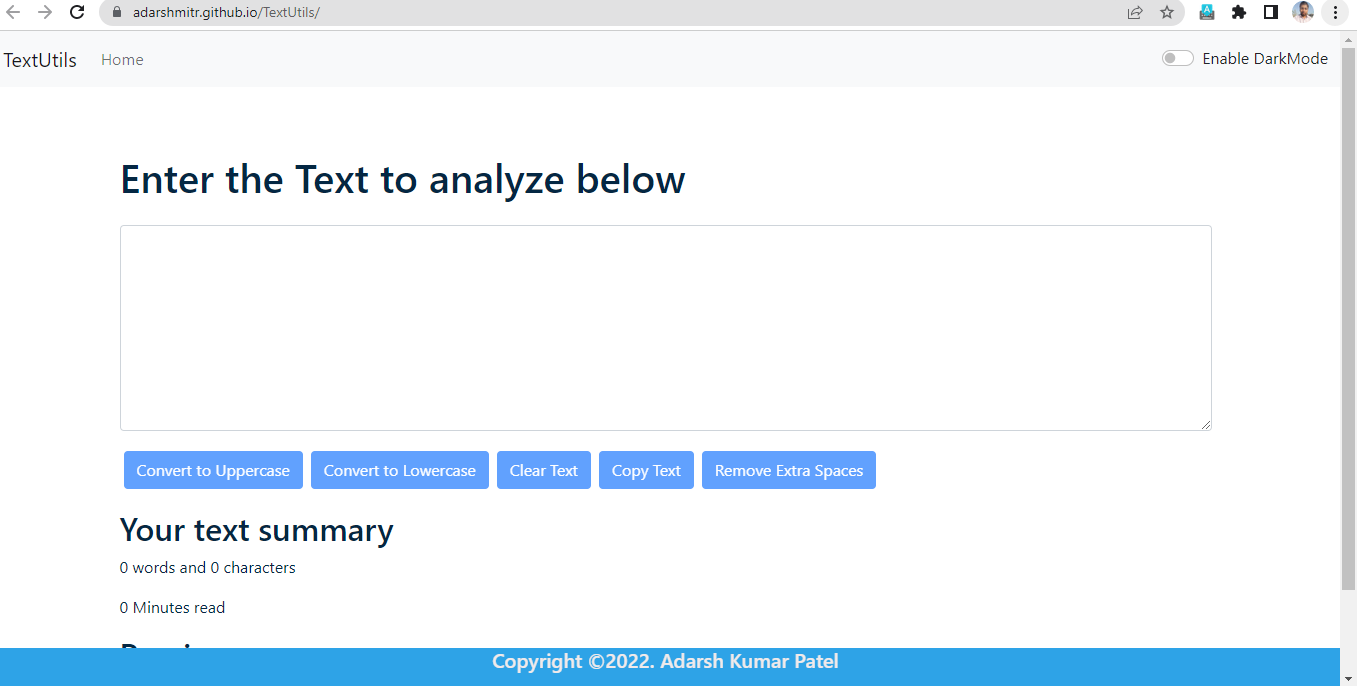 adarshmitr.github.io/TextUtils/
TextUtils Home Enable DarkMode
Enter the Text to analyze below
Convert to Uppercase Convert to Lowercase Clear Text Copy Text Remove Extra Spaces
Your text summary
0 words and 0 characters
0 Minutes read
Copyright ©2022. Adarsh Kumar Patel